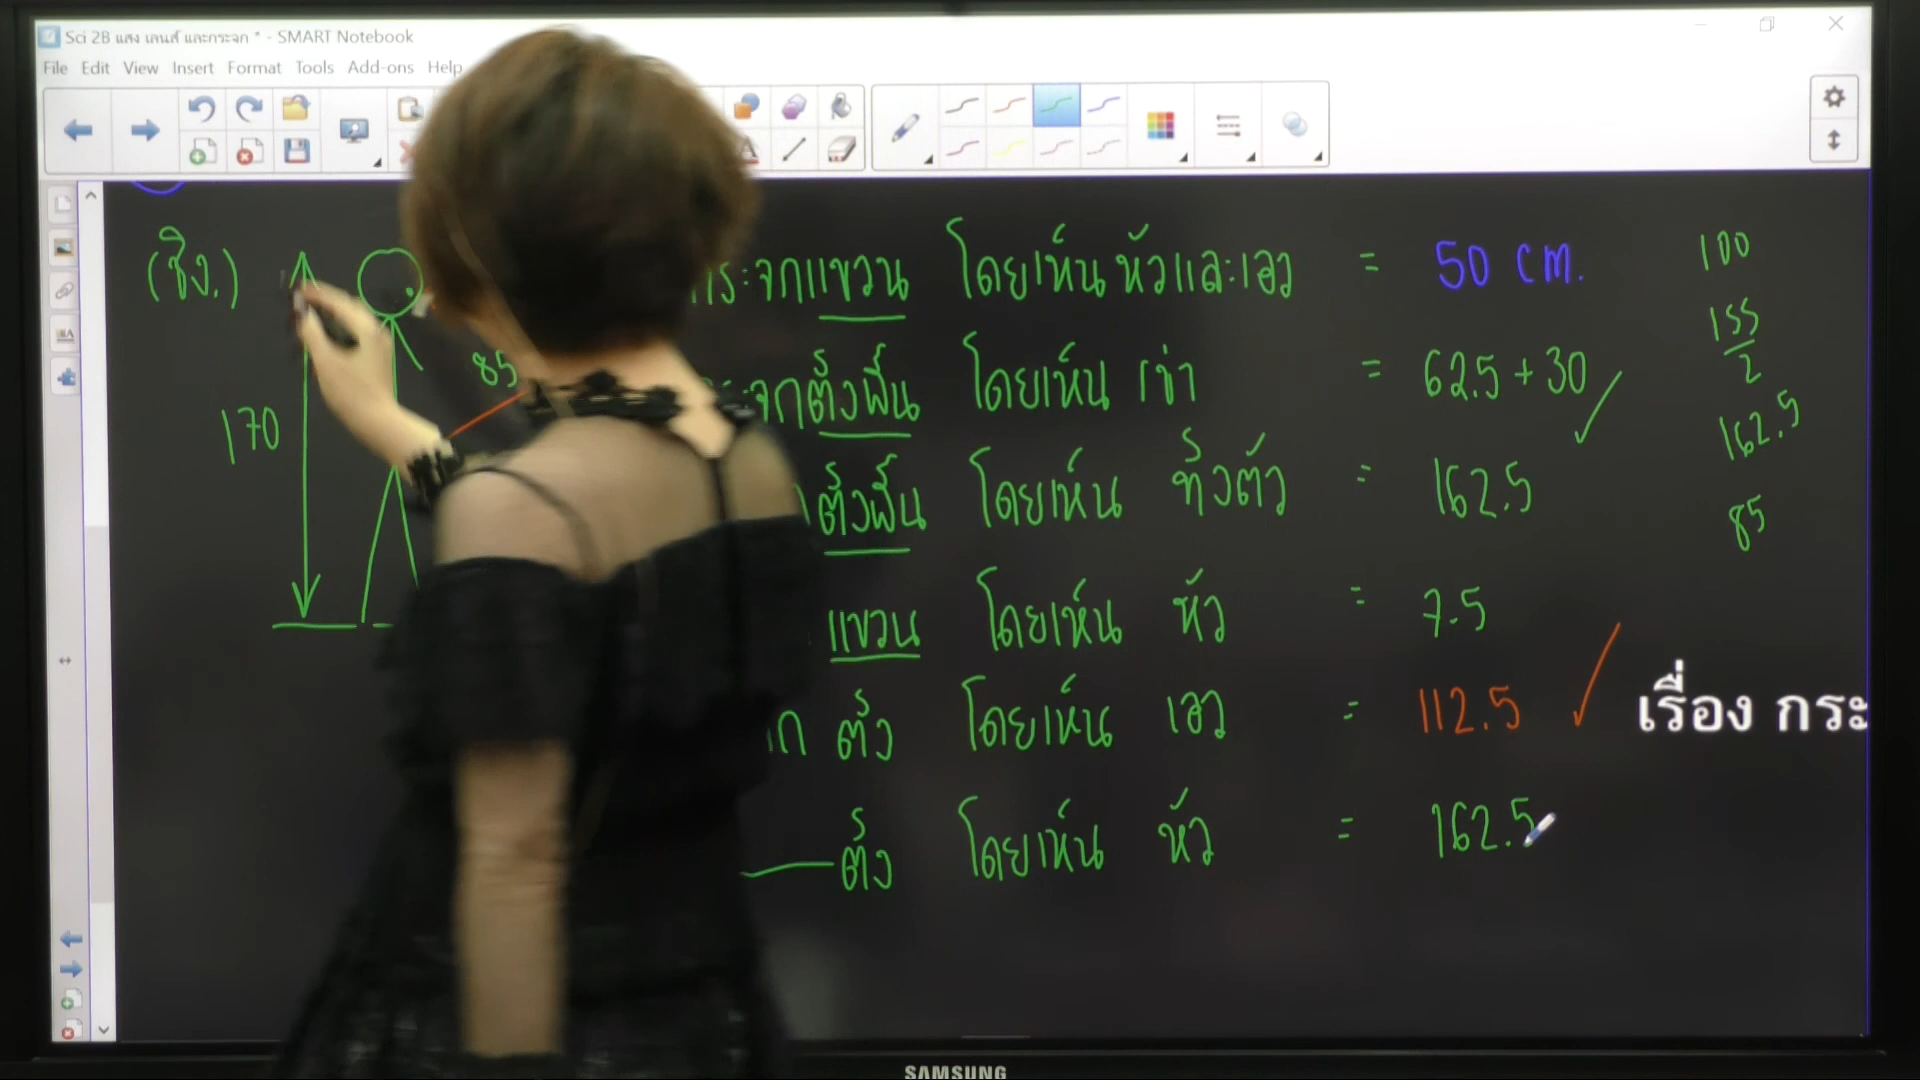 Sci 2B แสง เลนส์ และกระจก * - SMART Notebook
File Edit View Insert Format Tools Add-ons Help
(ชิง.)
170
85
กระจกแขวน โดยเห็นหัวและเอว = 50 cm.
กระจกตั้งพื้น โดยเห็น เข่า = 62.5 + 30
ตั้งพื้น โดยเห็น ทั้งตัว = 162.5
แขวน โดยเห็น หัว = 7.5
ก ตั้ง โดยเห็น เอว = 112.5
ตั้ง โดยเห็น หัว = 162.5
100
155
2
162.5
85
เรื่อง กระ
SAMSUNG